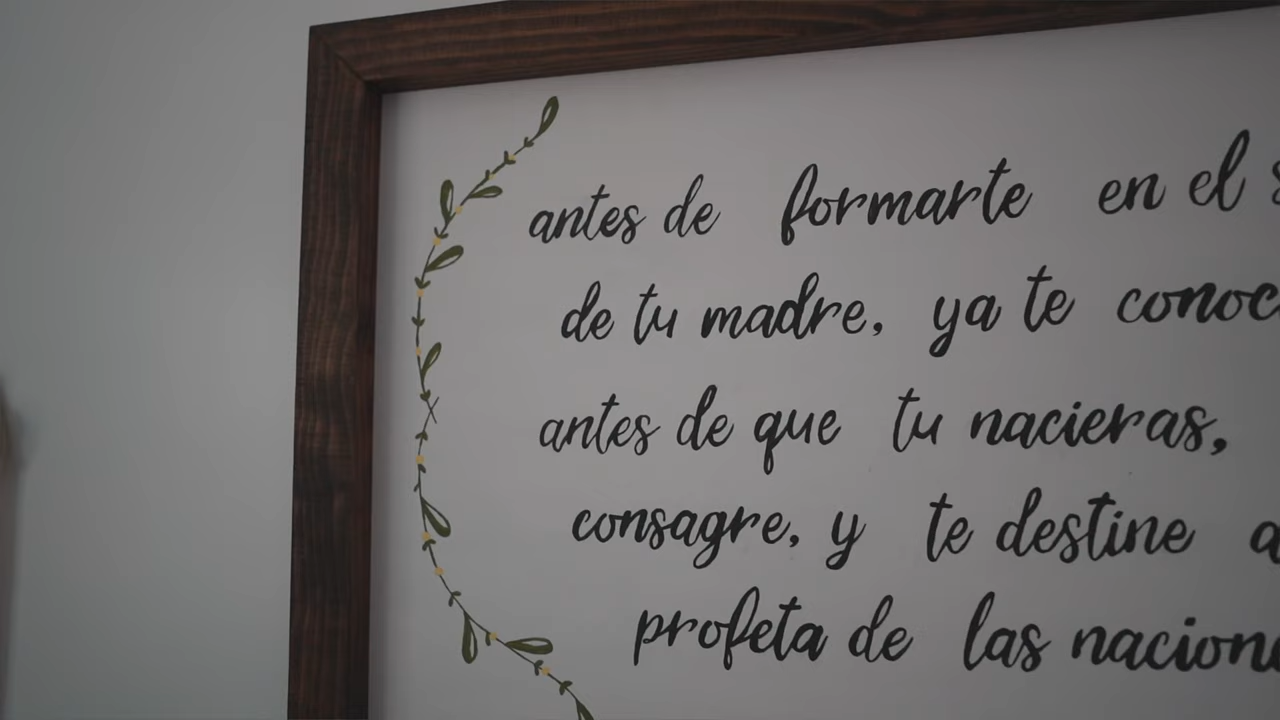 antes de formarte en el
de tu madre, ya te conoc
antes de que tu nacieras,
consagre, y te destine a
profeta de las nacion